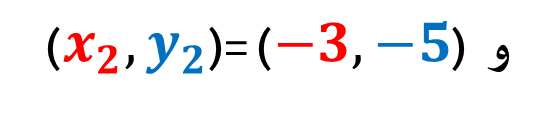 و (x₂, y₂)=(−3, −5)